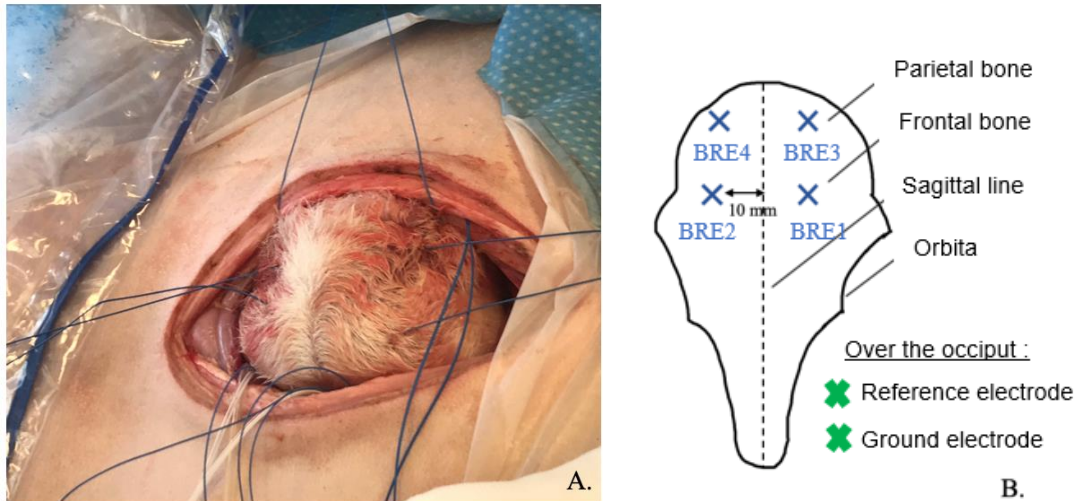 A.
Parietal bone
Frontal bone
BRE4
BRE3
Sagittal line
10 mm
BRE2
BRE1
Orbita
Over the occiput :
Reference electrode
Ground electrode
B.